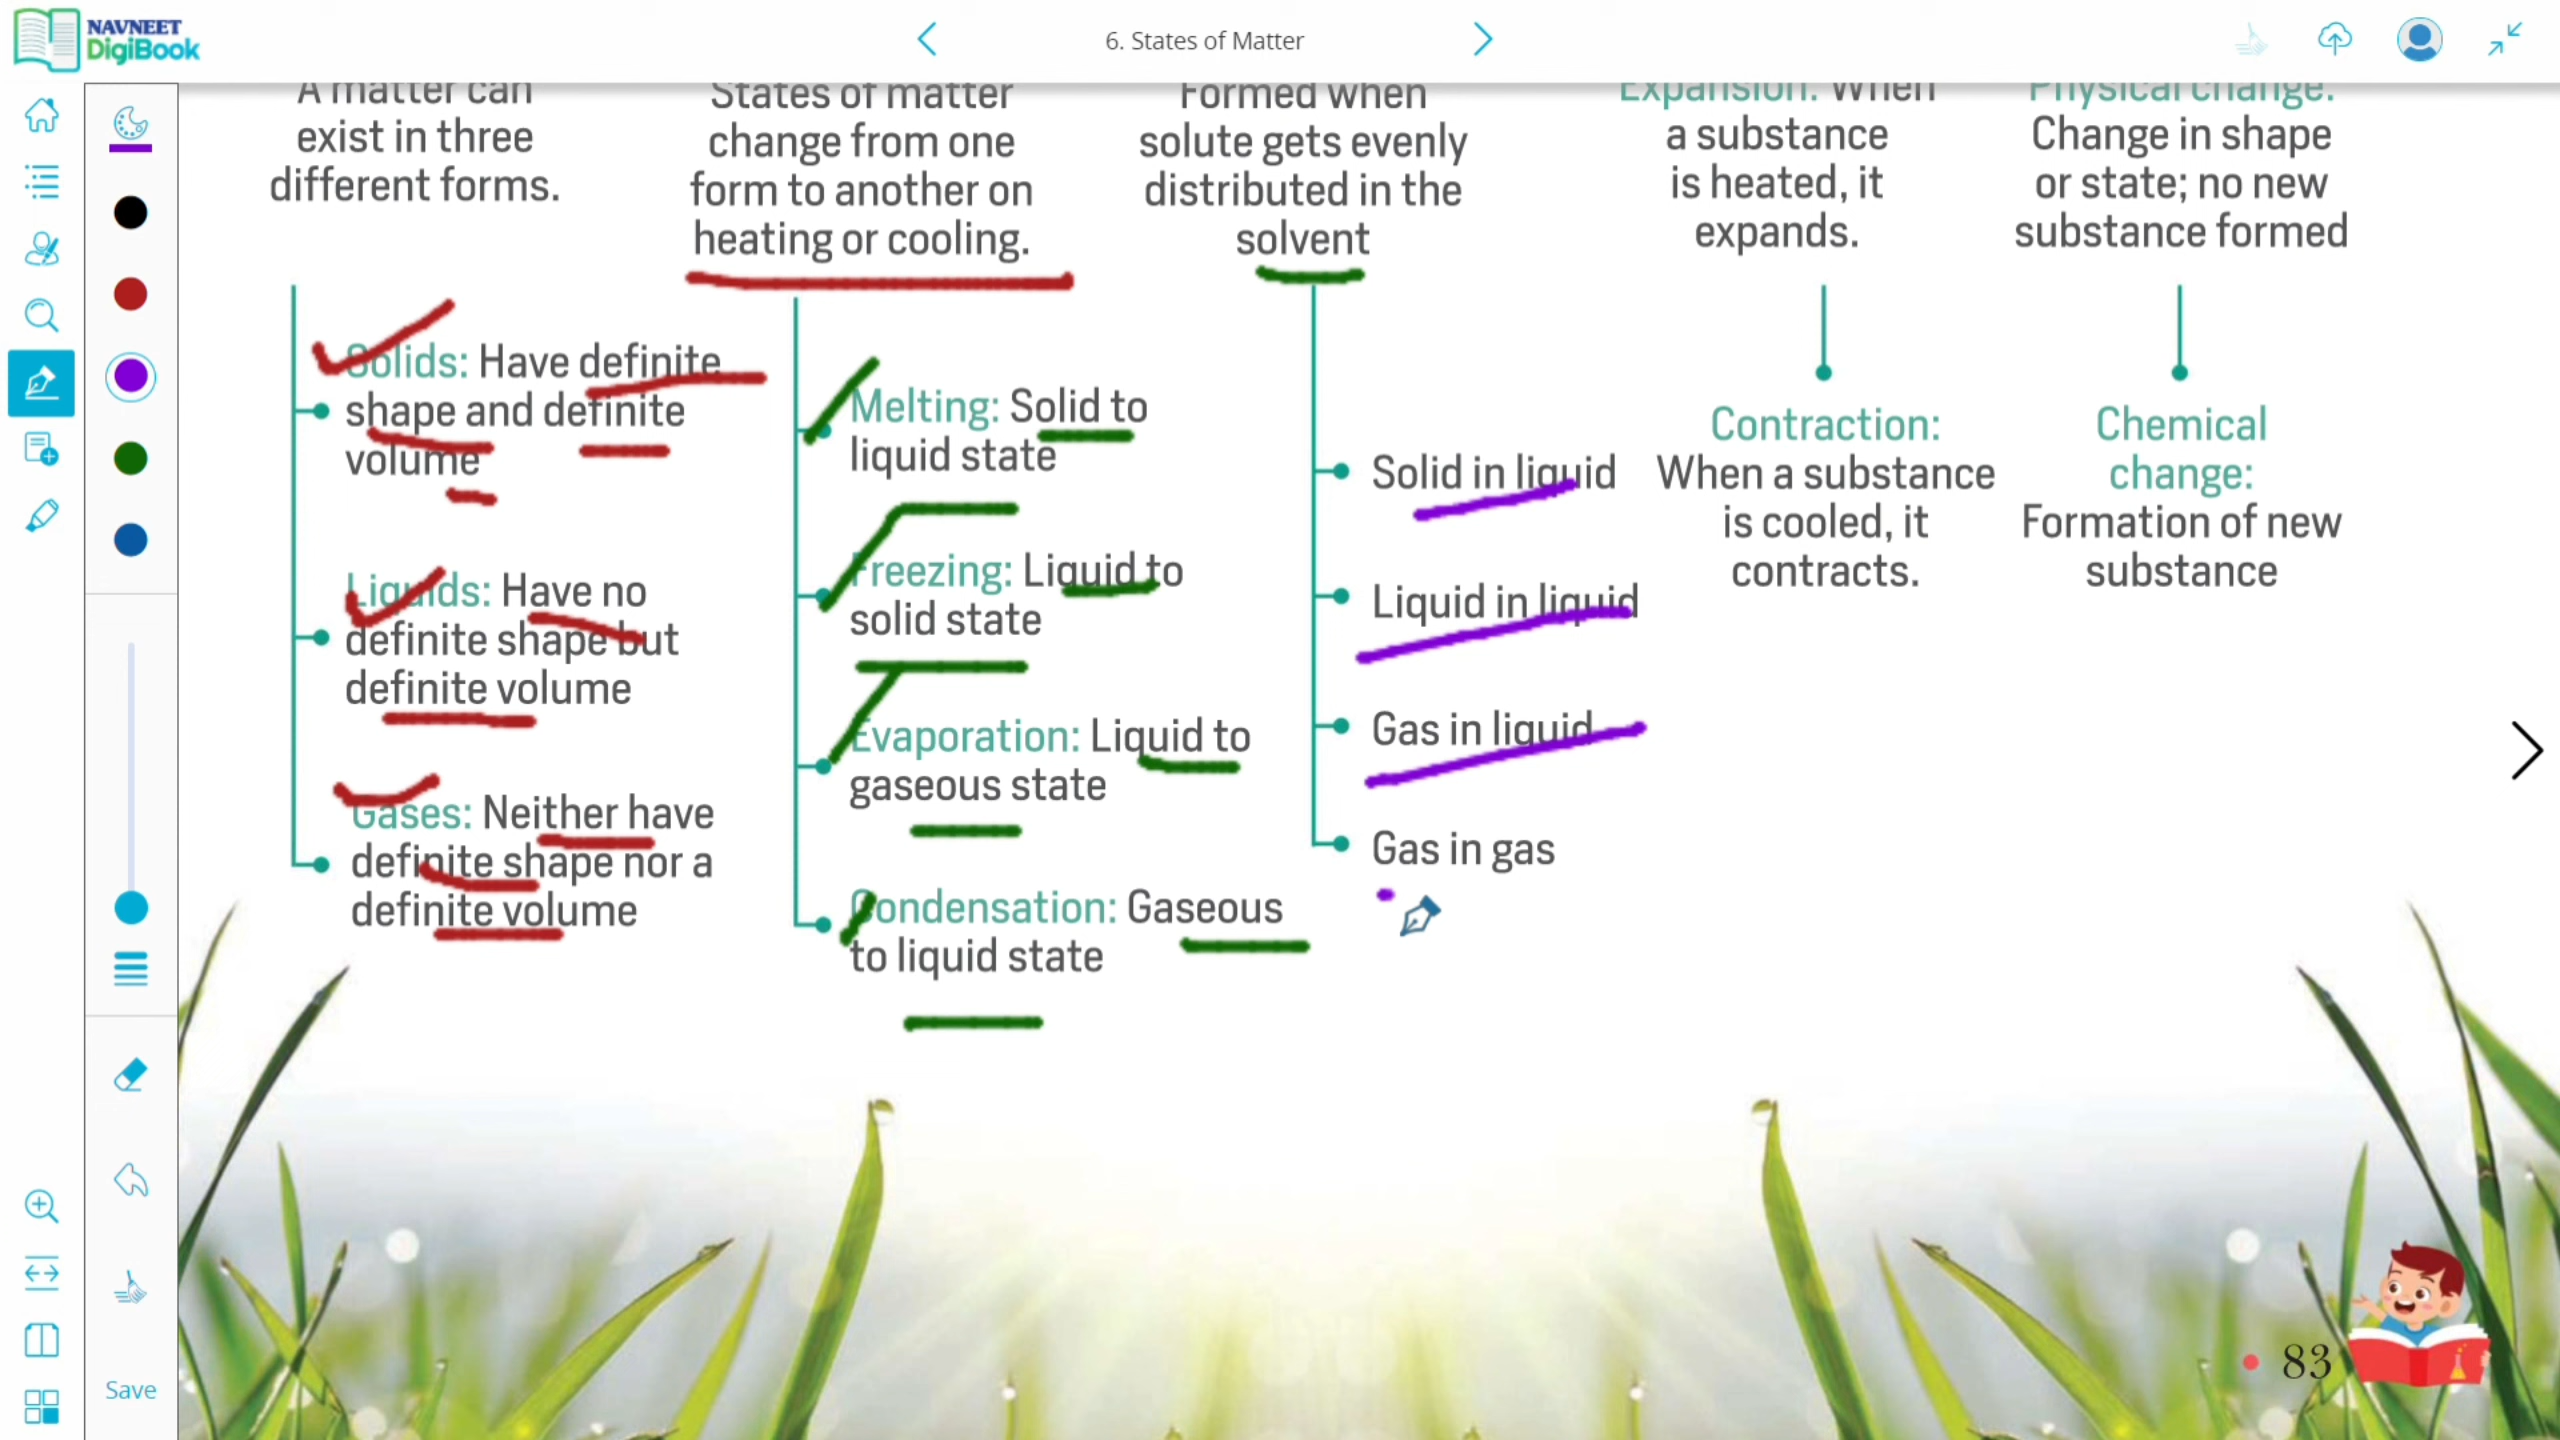 NAVNEET
DigiBook
6. States of Matter
A matter can
exist in three
different forms.
Solids: Have definite
shape and definite
volume
Liquids: Have no
definite shape but
definite volume
Gases: Neither have
definite shape nor a
definite volume
States of matter
change from one
form to another on
heating or cooling.
Melting: Solid to
liquid state
Freezing: Liquid to
solid state
Evaporation: Liquid to
gaseous state
Condensation: Gaseous
to liquid state
Formed when
solute gets evenly
distributed in the
solvent
Solid in liquid
Liquid in liquid
Gas in liquid
Gas in gas
Expansion: When
a substance
is heated, it
expands.
Contraction:
When a substance
is cooled, it
contracts.
Physical change:
Change in shape
or state; no new
substance formed
Chemical
change:
Formation of new
substance
Save
83